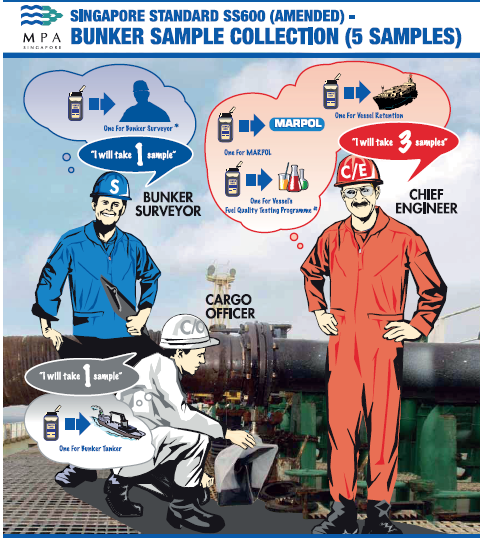 MPA
SINGAPORE
SINGAPORE STANDARD SS600 (AMENDED) -
BUNKER SAMPLE COLLECTION (5 SAMPLES)
One For Bunker Surveyor *
"I will take 1 sample"
S
BUNKER
SURVEYOR
One For Vessel Retention
MARPOL
One For MARPOL
One For Vessel's
Fuel Quality Testing Programme *
"I will take 3 samples"
C/E
CHIEF
ENGINEER
CARGO
OFFICER
C/O
"I will take 1 sample"
One For Bunker Tanker